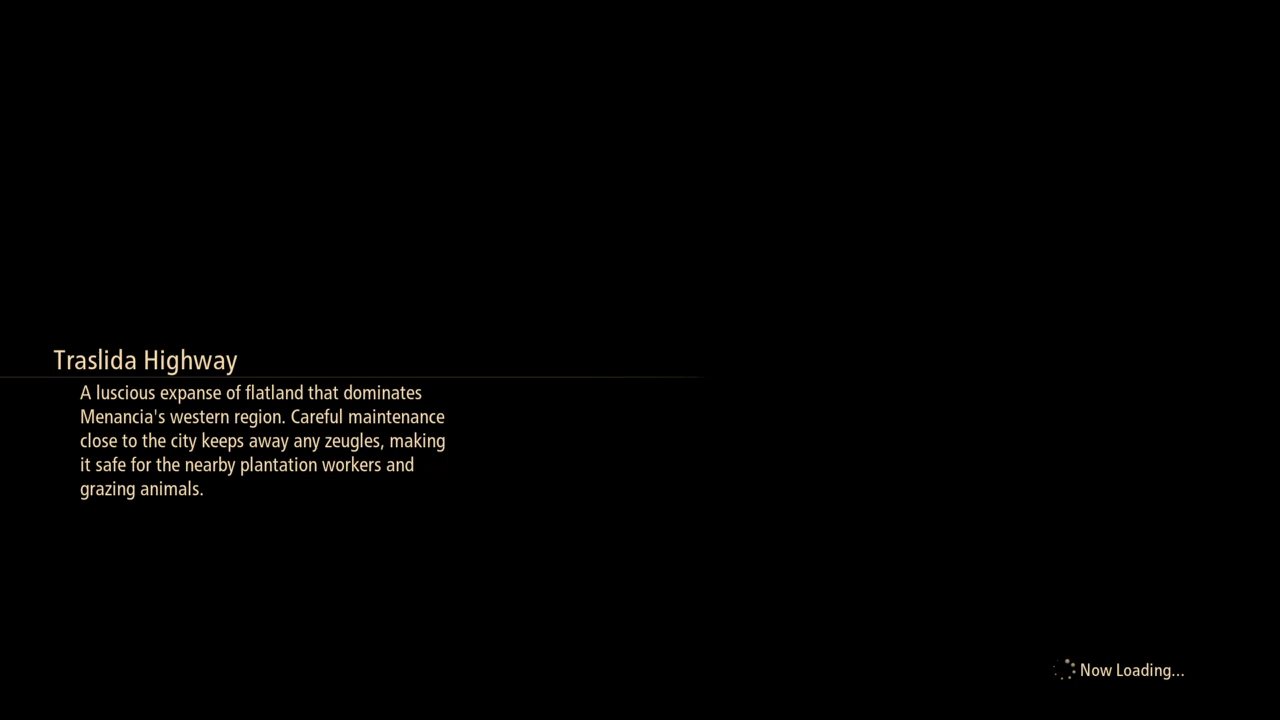 Traslida Highway
A luscious expanse of flatland that dominates
Menancia's western region. Careful maintenance
close to the city keeps away any zeugles, making
it safe for the nearby plantation workers and
grazing animals.
Now Loading...